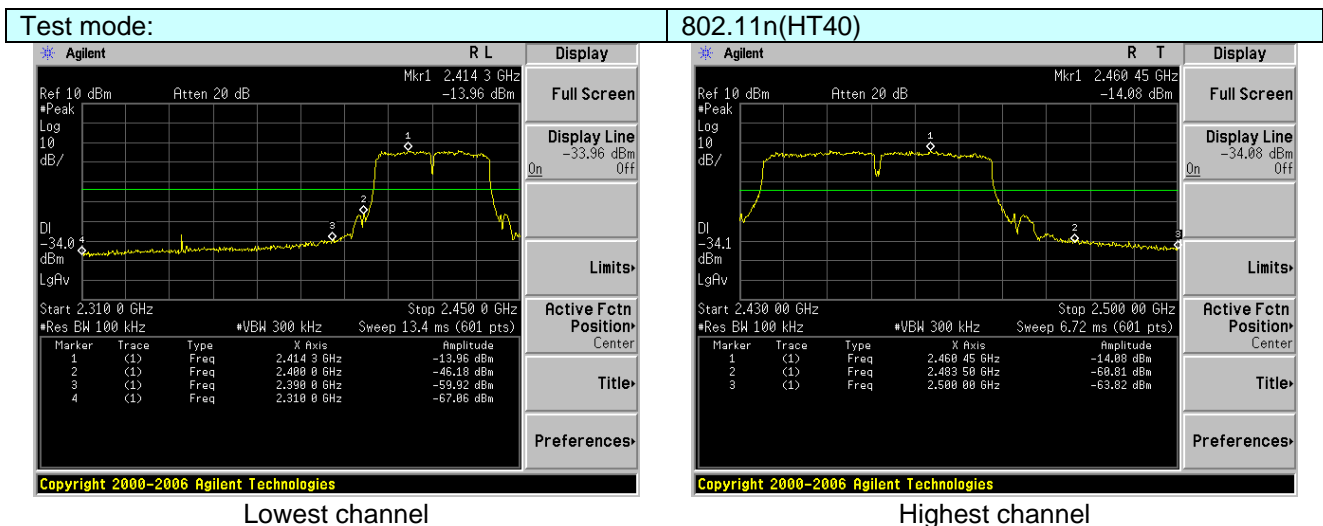 Test mode: 802.11n(HT40)
Agilent R L Display
Mkr1 2.414 3 GHz
Ref 10 dBm Atten 20 dB -13.96 dBm
#Peak
Log
10
dB/
1
2
3
4
DI
-34.0
dBm
LgAv
Start 2.310 0 GHz Stop 2.450 0 GHz
#Res BW 100 kHz #VBW 300 kHz Sweep 13.4 ms (601 pts)
Marker Trace Type X Axis Amplitude
1 (1) Freq 2.414 3 GHz -13.96 dBm
2 (1) Freq 2.400 0 GHz -46.18 dBm
3 (1) Freq 2.390 0 GHz -59.92 dBm
4 (1) Freq 2.310 0 GHz -67.06 dBm
Full Screen
Display Line
-33.96 dBm
On Off
Limits
Active Fctn
Position
Center
Title
Preferences
Copyright 2000-2006 Agilent Technologies
Lowest channel
Agilent R T Display
Mkr1 2.460 45 GHz
Ref 10 dBm Atten 20 dB -14.08 dBm
#Peak
Log
10
dB/
1
2
3
DI
-34.1
dBm
LgAv
Start 2.430 00 GHz Stop 2.500 00 GHz
#Res BW 100 kHz #VBW 300 kHz Sweep 6.72 ms (601 pts)
Marker Trace Type X Axis Amplitude
1 (1) Freq 2.460 45 GHz -14.08 dBm
2 (1) Freq 2.483 50 GHz -60.81 dBm
3 (1) Freq 2.500 00 GHz -63.82 dBm
Full Screen
Display Line
-34.08 dBm
On Off
Limits
Active Fctn
Position
Center
Title
Preferences
Copyright 2000-2006 Agilent Technologies
Highest channel